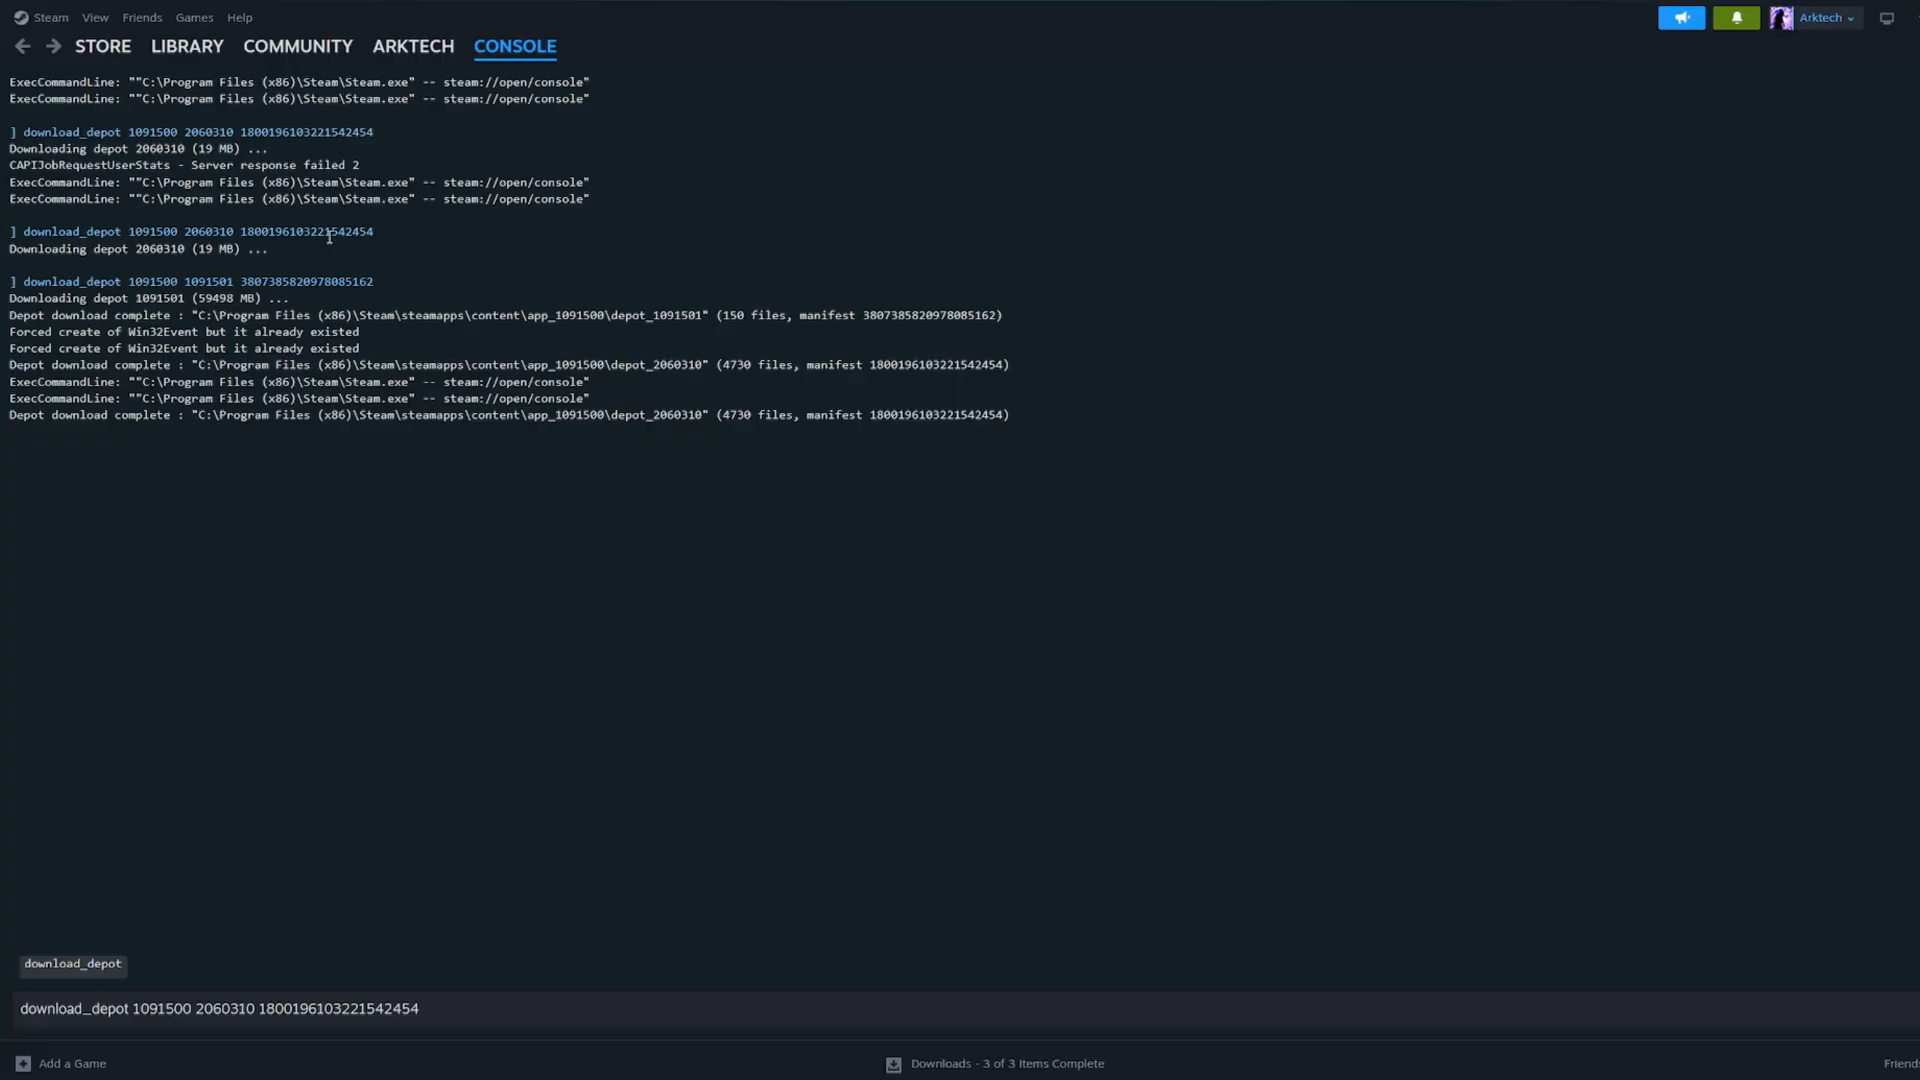 Steam View Friends Games Help
Arktech
STORE LIBRARY COMMUNITY ARKTECH CONSOLE
ExecCommandLine: ""C:\Program Files (x86)\Steam\Steam.exe" -- steam://open/console"
ExecCommandLine: ""C:\Program Files (x86)\Steam\Steam.exe" -- steam://open/console"
] download_depot 1091500 2060310 1800196103221542454
Downloading depot 2060310 (19 MB) ...
CAPIJobRequestUserStats - Server response failed 2
ExecCommandLine: ""C:\Program Files (x86)\Steam\Steam.exe" -- steam://open/console"
ExecCommandLine: ""C:\Program Files (x86)\Steam\Steam.exe" -- steam://open/console"
] download_depot 1091500 2060310 1800196103221542454
Downloading depot 2060310 (19 MB) ...
] download_depot 1091500 1091501 3807385820978085162
Downloading depot 1091501 (59498 MB) ...
Depot download complete : "C:\Program Files (x86)\Steam\steamapps\content\app_1091500\depot_1091501" (150 files, manifest 3807385820978085162)
Forced create of Win32Event but it already existed
Forced create of Win32Event but it already existed
Depot download complete : "C:\Program Files (x86)\Steam\steamapps\content\app_1091500\depot_2060310" (4730 files, manifest 1800196103221542454)
ExecCommandLine: ""C:\Program Files (x86)\Steam\Steam.exe" -- steam://open/console"
ExecCommandLine: ""C:\Program Files (x86)\Steam\Steam.exe" -- steam://open/console"
Depot download complete : "C:\Program Files (x86)\Steam\steamapps\content\app_1091500\depot_2060310" (4730 files, manifest 1800196103221542454)
download_depot
download_depot 1091500 2060310 1800196103221542454
Add a Game
Downloads - 3 of 3 Items Complete
Friend